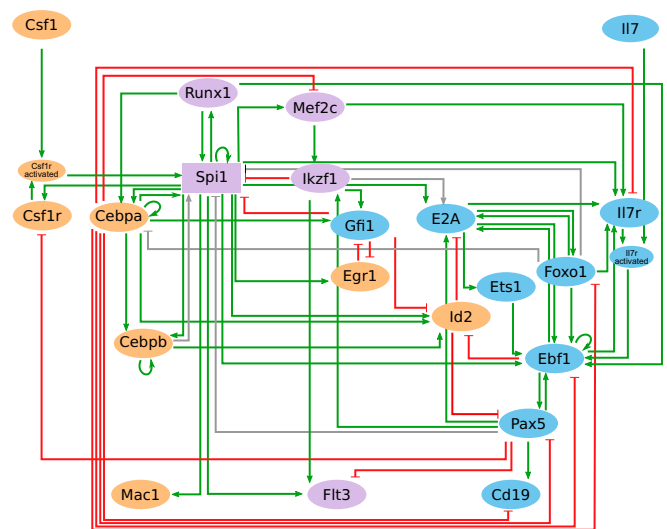 Csf1
Il7
Runx1
Mef2c
Csf1r
activated
Spi1
Ikzf1
Csf1r
Cebpa
Gfi1
E2A
Il7r
Il7r
activated
Egr1
Foxo1
Ets1
Id2
Cebpb
Ebf1
Pax5
Mac1
Flt3
Cd19